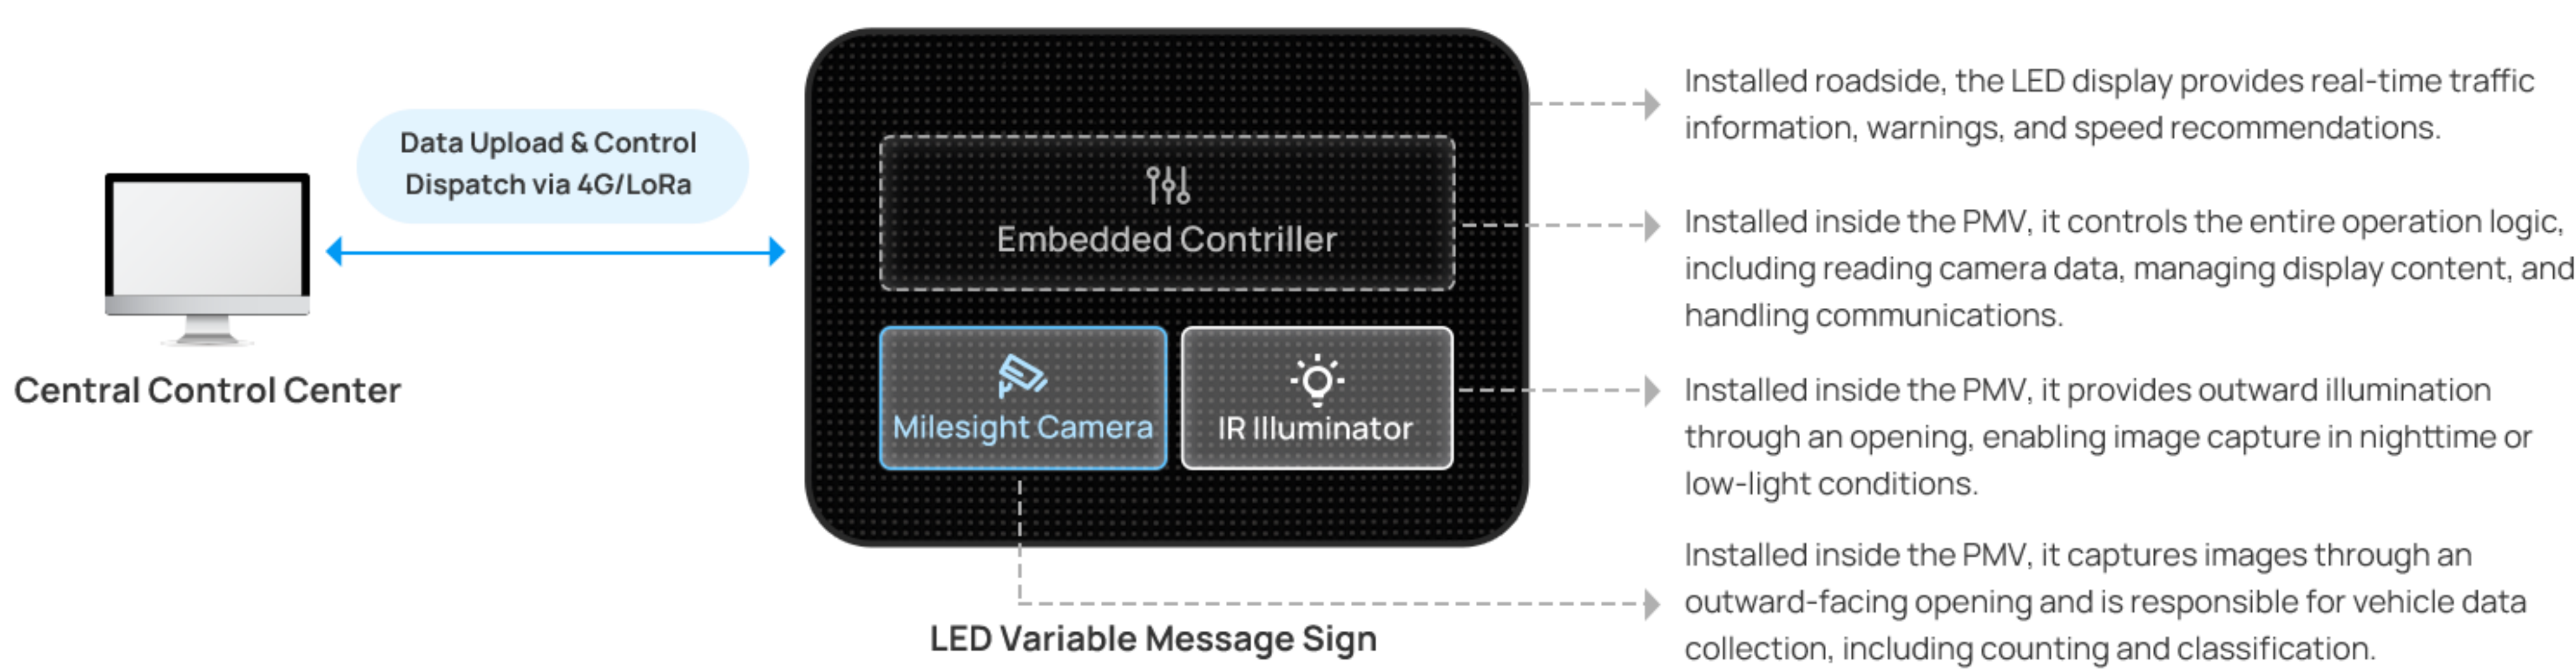 Data Upload & Control
Dispatch via 4G/LoRa
Central Control Center
Embedded Contriller
Milesight Camera
IR Illuminator
LED Variable Message Sign
Installed roadside, the LED display provides real-time traffic
information, warnings, and speed recommendations.
Installed inside the PMV, it controls the entire operation logic,
including reading camera data, managing display content, and
handling communications.
Installed inside the PMV, it provides outward illumination
through an opening, enabling image capture in nighttime or
low-light conditions.
Installed inside the PMV, it captures images through an
outward-facing opening and is responsible for vehicle data
collection, including counting and classification.